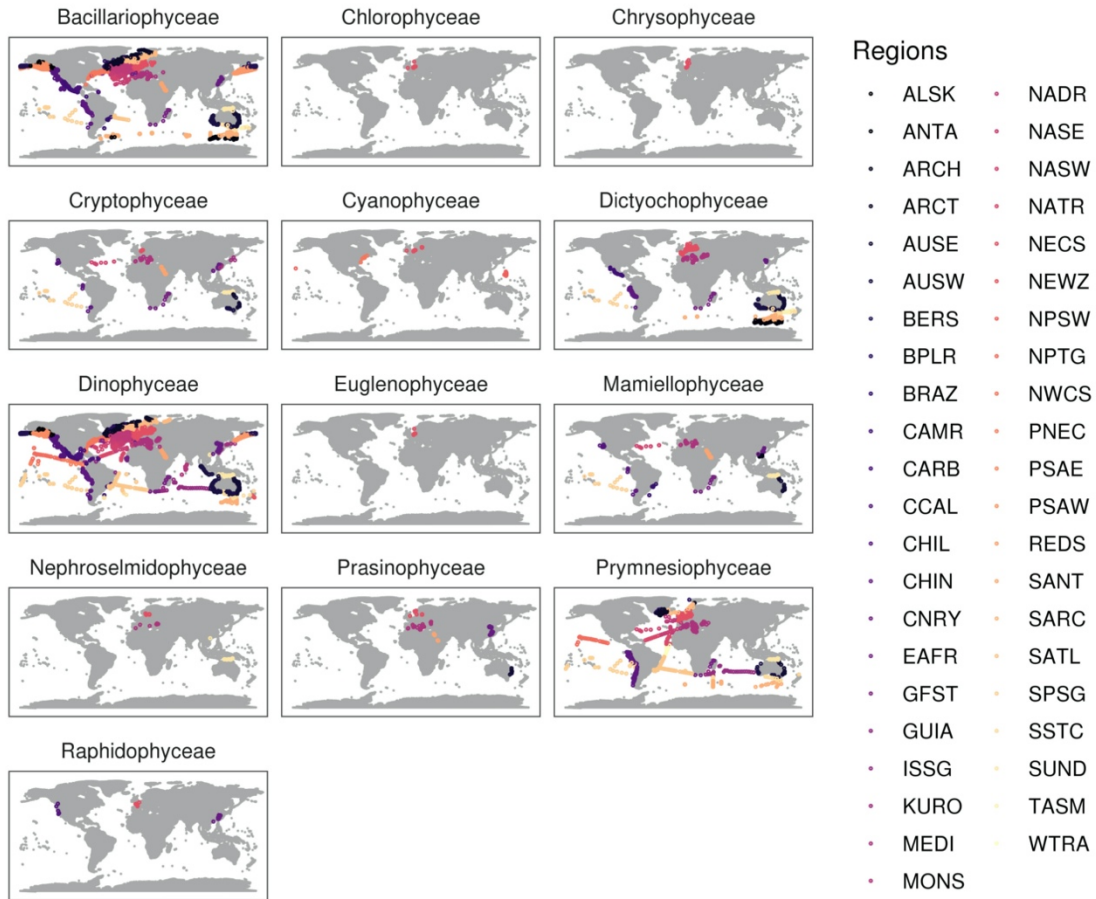 Bacillariophyceae
Chlorophyceae
Chrysophyceae
Cryptophyceae
Cyanophyceae
Dictyochophyceae
Dinophyceae
Euglenophyceae
Mamiellophyceae
Nephroselmidophyceae
Prasinophyceae
Prymnesiophyceae
Raphidophyceae
Regions
ALSK
ANTA
ARCH
ARCT
AUSE
AUSW
BERS
BPLR
BRAZ
CAMR
CARB
CCAL
CHIL
CHIN
CNRY
EAFR
GFST
GUIA
ISSG
KURO
MEDI
MONS
NADR
NASE
NASW
NATR
NECS
NEWZ
NPSW
NPTG
NWCS
PNEC
PSAE
PSAW
REDS
SANT
SARC
SATL
SPSG
SSTC
SUND
TASM
WTRA